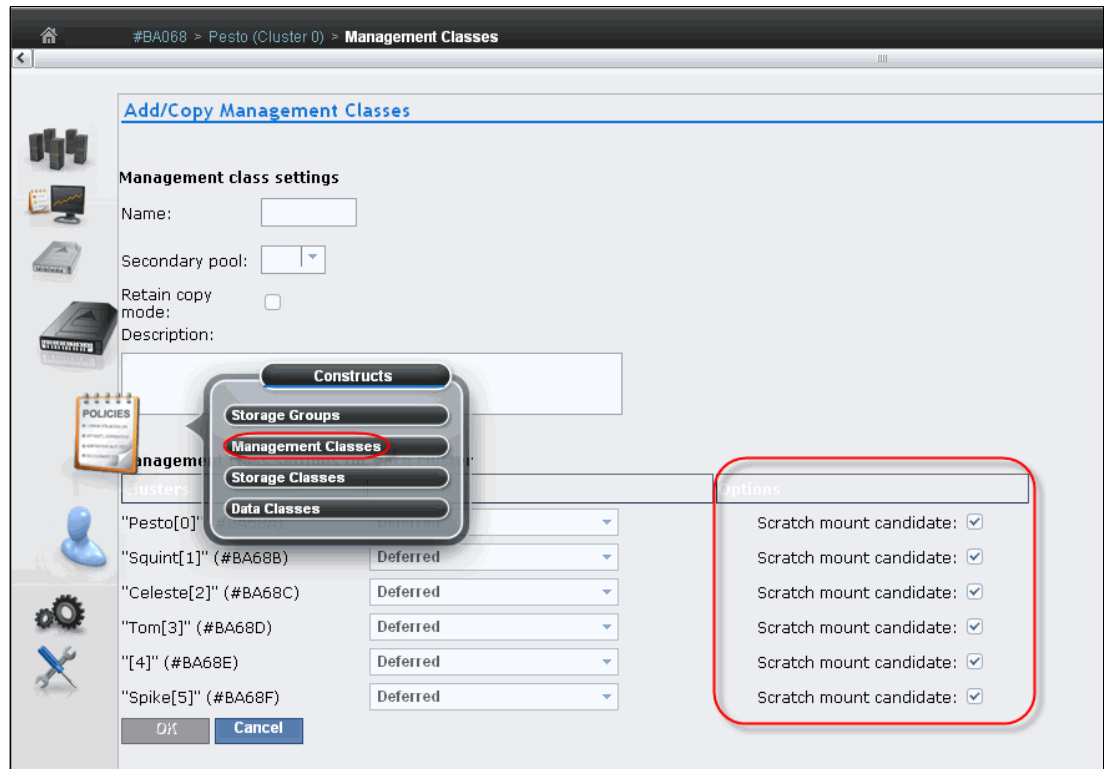 #BA068 > Pesto (Cluster 0) > Management Classes
Add/Copy Management Classes
Management class settings
Name:
Secondary pool:
Retain copy
mode:
Description:
POLICIES
Constructs
Storage Groups
Management Classes
Storage Classes
Data Classes
Clusters
Options
"Pesto[0]" Scratch mount candidate:
"Squint[1]" (#BA68B) Deferred Scratch mount candidate:
"Celeste[2]" (#BA68C) Deferred Scratch mount candidate:
"Tom[3]" (#BA68D) Deferred Scratch mount candidate:
"[4]" (#BA68E) Deferred Scratch mount candidate:
"Spike[5]" (#BA68F) Deferred Scratch mount candidate:
OK Cancel